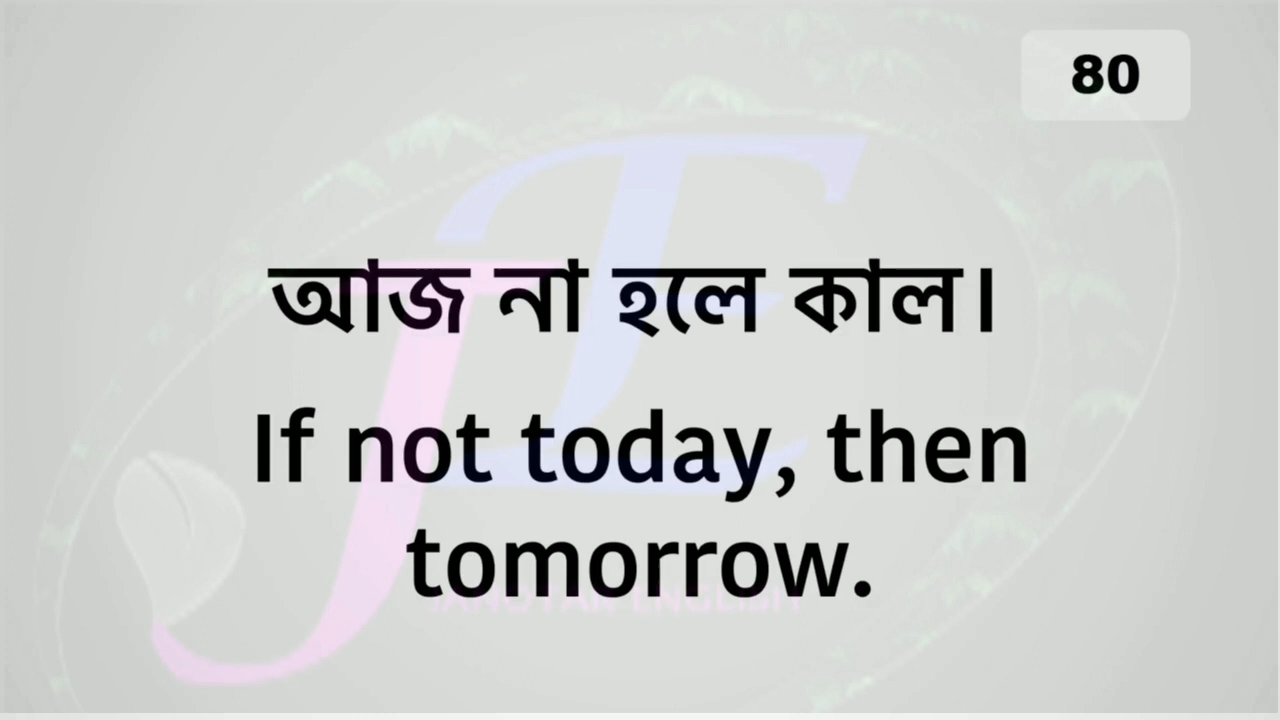 80
আজ না হলে কাল।
If not today, then
tomorrow.